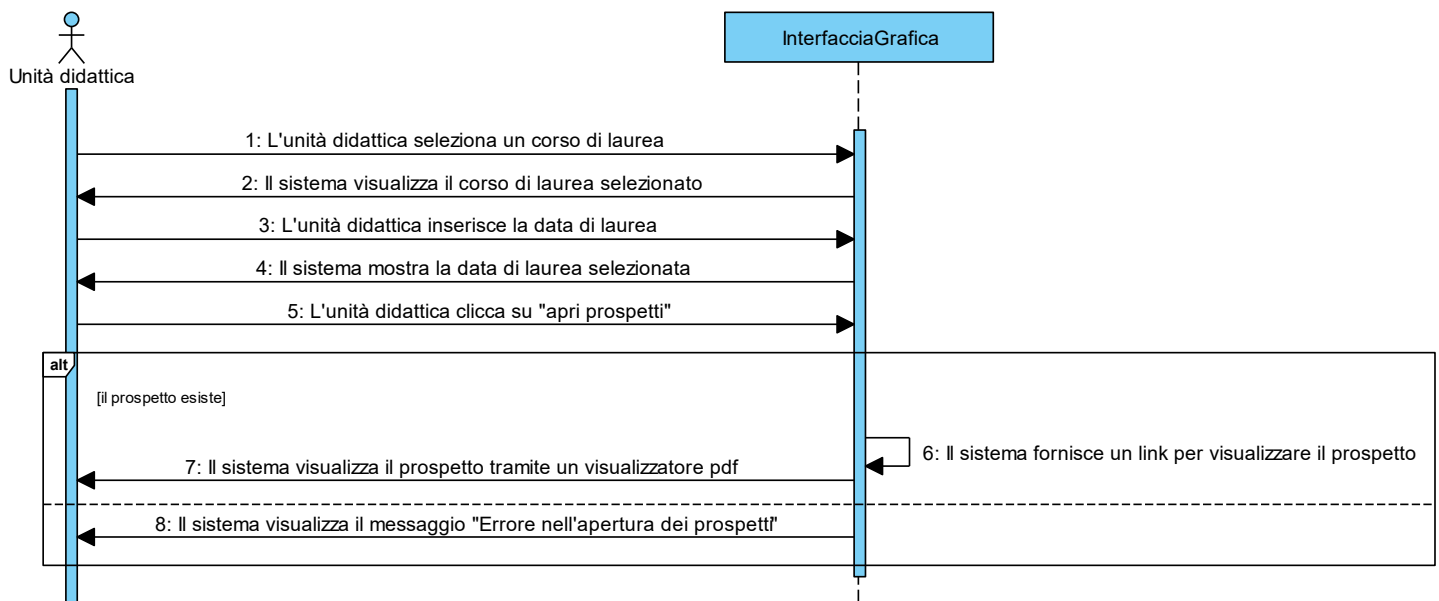 InterfacciaGrafica
Unità didattica
1: L'unità didattica seleziona un corso di laurea
2: Il sistema visualizza il corso di laurea selezionato
3: L'unità didattica inserisce la data di laurea
4: Il sistema mostra la data di laurea selezionata
5: L'unità didattica clicca su "apri prospetti"
alt
[il prospetto esiste]
6: Il sistema fornisce un link per visualizzare il prospetto
7: Il sistema visualizza il prospetto tramite un visualizzatore pdf
8: Il sistema visualizza il messaggio "Errore nell'apertura dei prospetti"